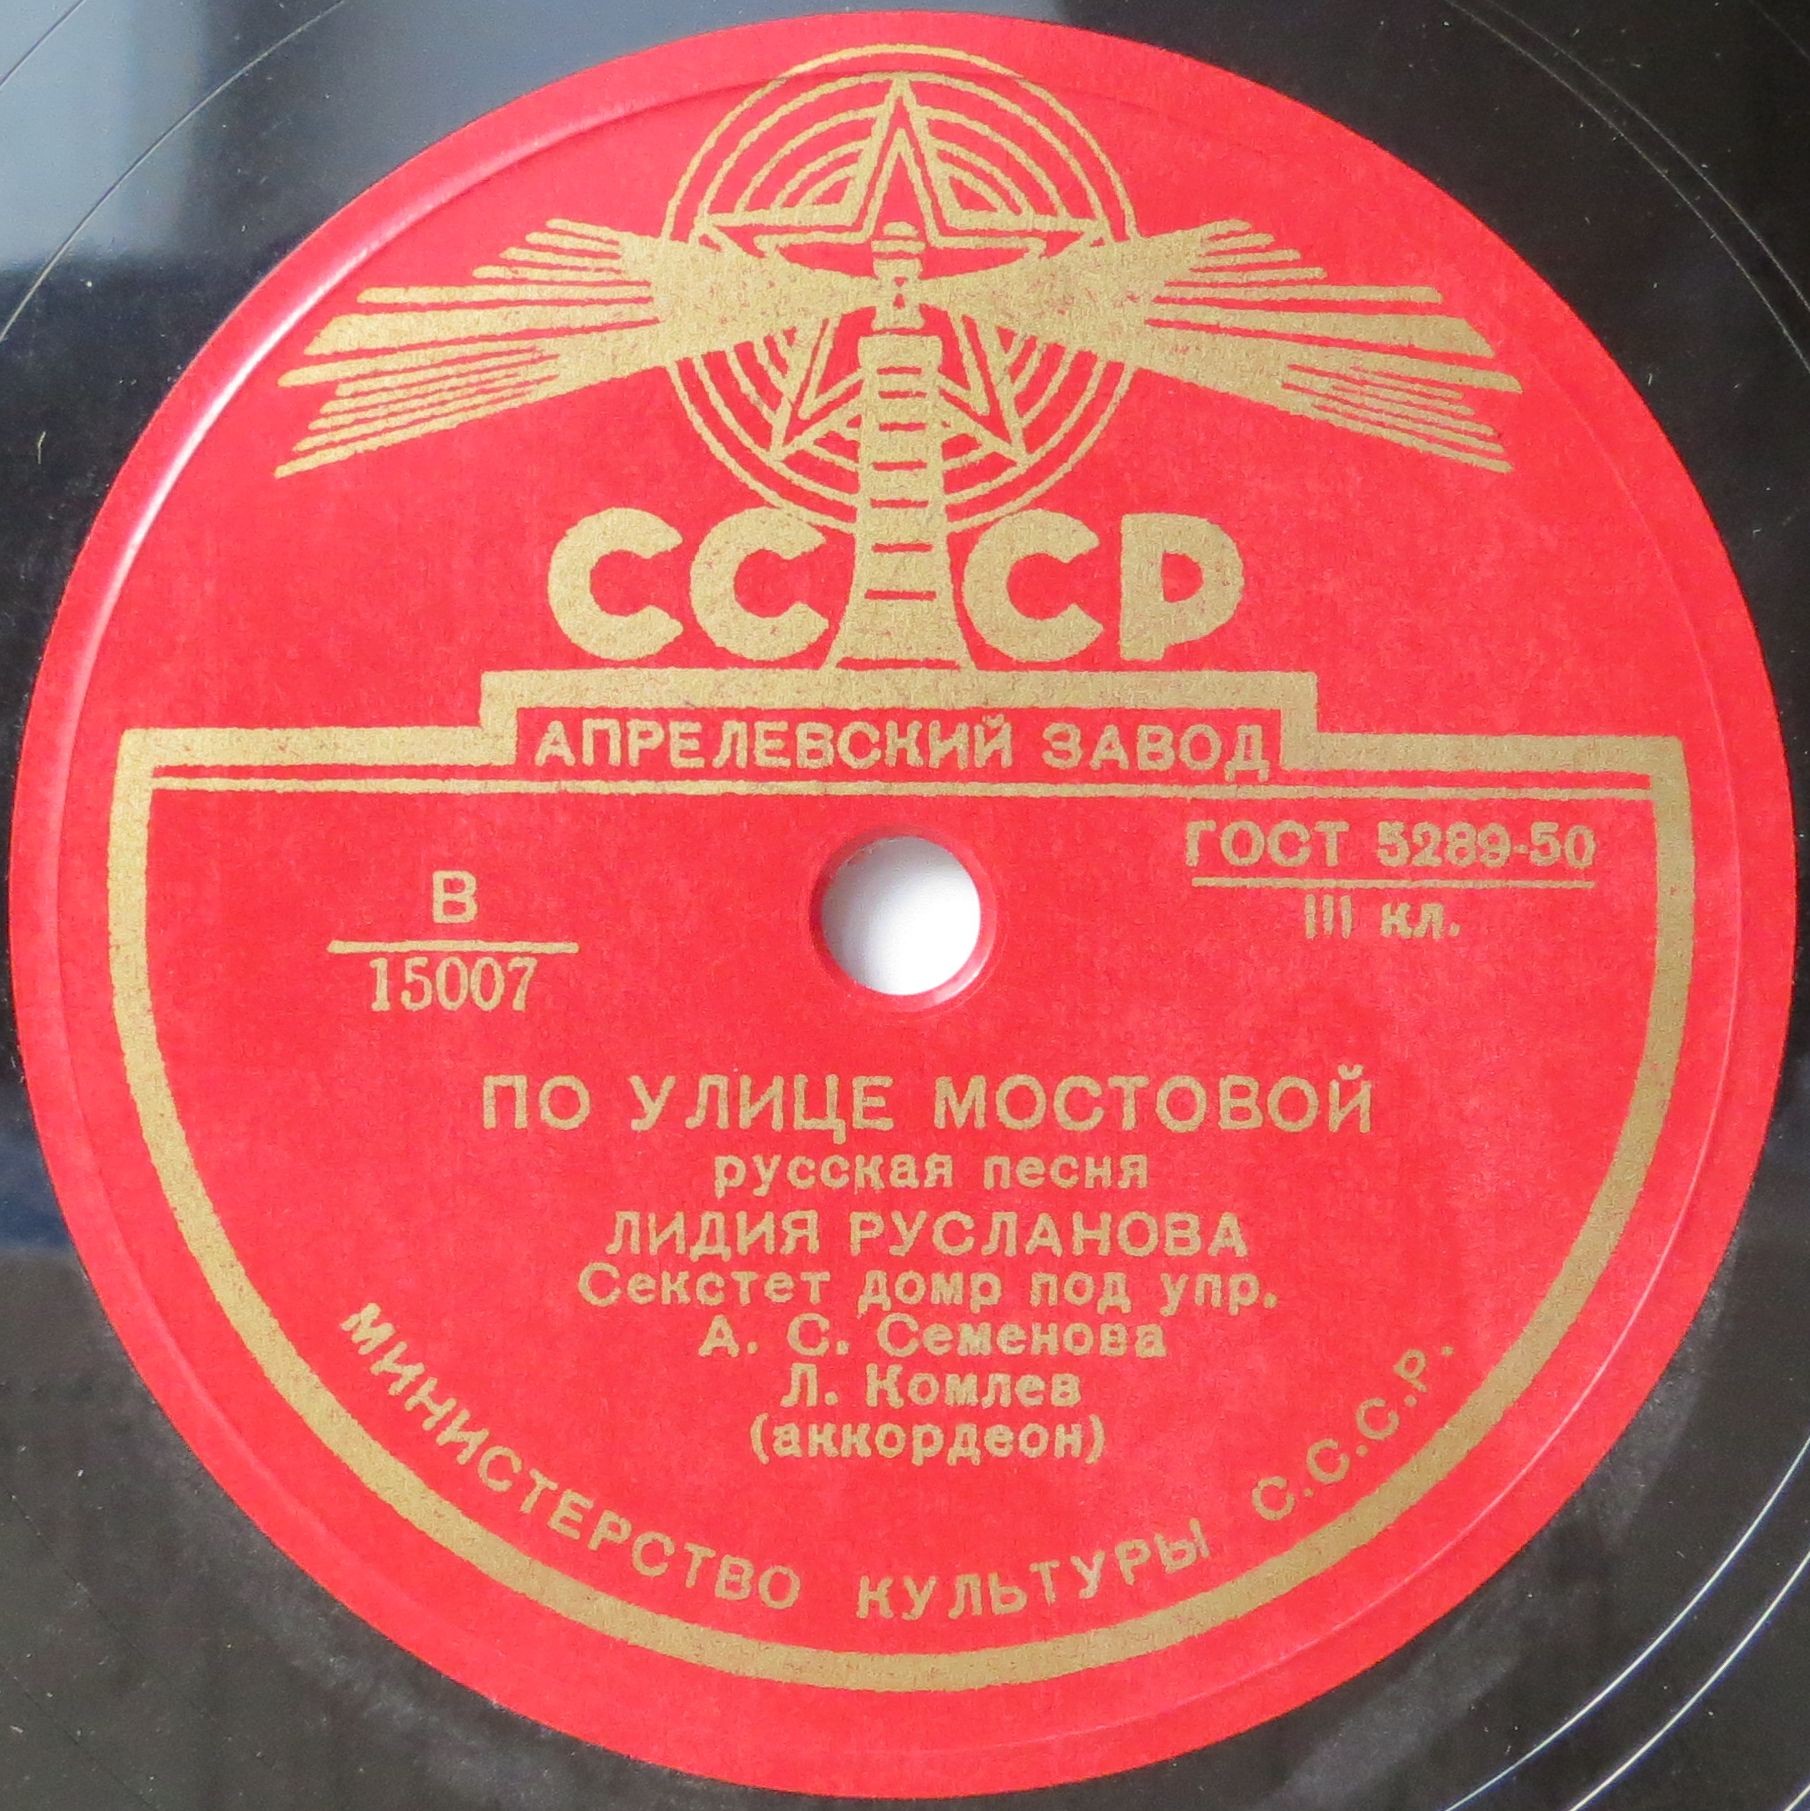 СССР
АПРЕЛЕВСКИЙ ЗАВОД
ГОСТ 5289-50
III кл.
В
15007
ПО УЛИЦЕ МОСТОВОЙ
русская песня
ЛИДИЯ РУСЛАНОВА
Секстет домр под упр.
А. С. Семенова
Л. Комлев
(аккордеон)
МИНИСТЕРСТВО КУЛЬТУРЫ С.С.С.Р.